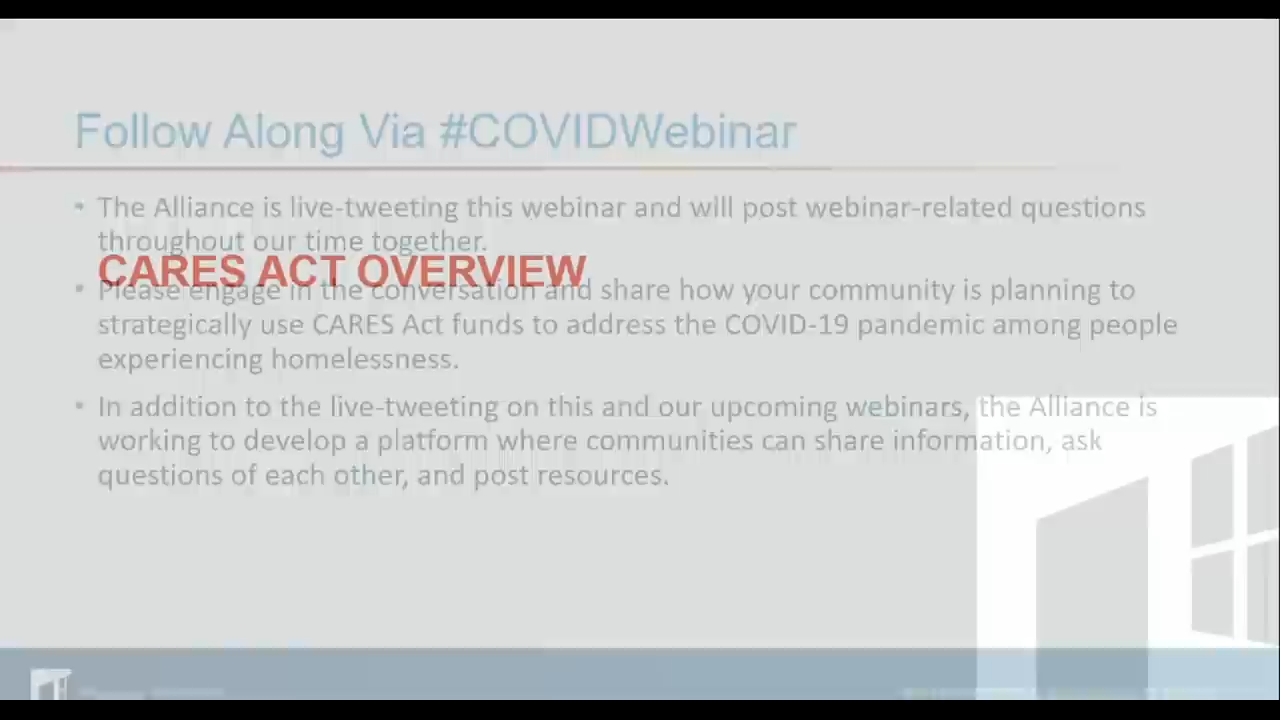 Follow Along Via #COVIDWebinar
• The Alliance is live-tweeting this webinar and will post webinar-related questions
throughout our time together.
CARES ACT OVERVIEW
• Please engage in the conversation and share how your community is planning to
strategically use CARES Act funds to address the COVID-19 pandemic among people
experiencing homelessness.
• In addition to the live-tweeting on this and our upcoming webinars, the Alliance is
working to develop a platform where communities can share information, ask
questions of each other, and post resources.